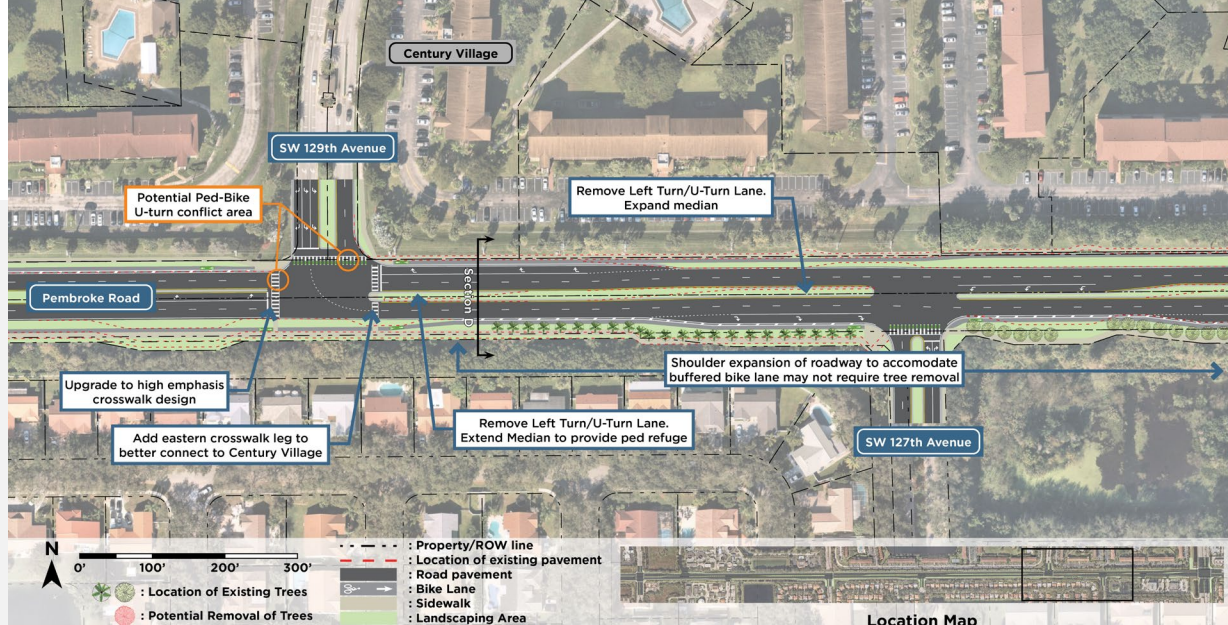 Century Village
SW 129th Avenue
Potential Ped-Bike
U-turn conflict area
Remove Left Turn/U-Turn Lane.
Expand median
Section D
Pembroke Road
Shoulder expansion of roadway to accomodate
buffered bike lane may not require tree removal
Upgrade to high emphasis
crosswalk design
Add eastern crosswalk leg to
better connect to Century Village
Remove Left Turn/U-Turn Lane.
Extend Median to provide ped refuge
SW 127th Avenue
N
0' 100' 200' 300'
: Location of Existing Trees
: Potential Removal of Trees
: Property/ROW line
: Location of existing pavement
: Road pavement
: Bike Lane
: Sidewalk
: Landscaping Area
Location Map